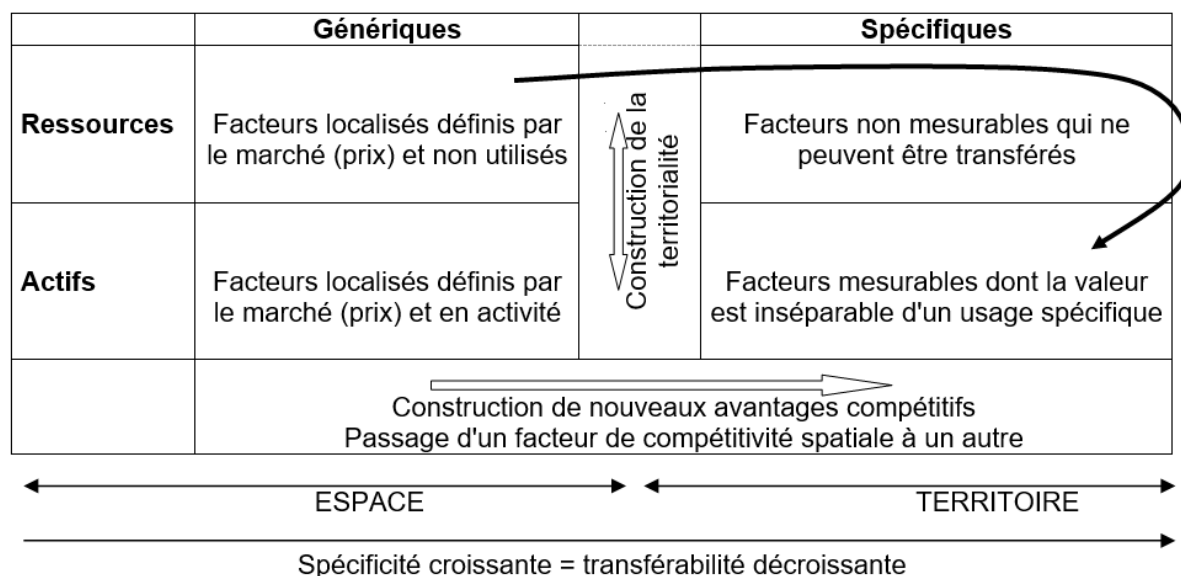 Génériques
Spécifiques
Ressources
Facteurs localisés définis par
le marché (prix) et non utilisés
Construction de la
territorialité
Facteurs non mesurables qui ne
peuvent être transférés
Actifs
Facteurs localisés définis par
le marché (prix) et en activité
Facteurs mesurables dont la valeur
est inséparable d'un usage spécifique
Construction de nouveaux avantages compétitifs
Passage d'un facteur de compétitivité spatiale à un autre
ESPACE
TERRITOIRE
Spécificité croissante = transférabilité décroissante